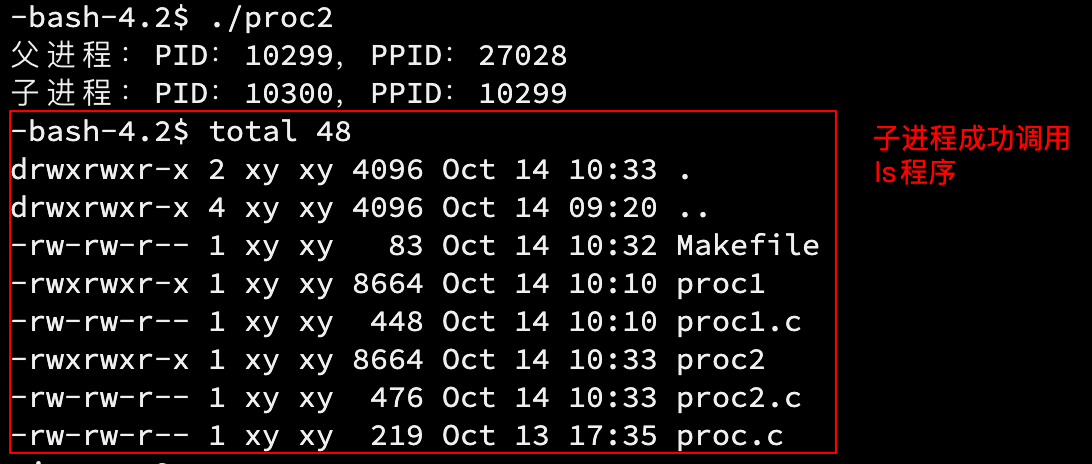 -bash-4.2$ ./proc2
父进程: PID: 10299, PPID: 27028
子进程: PID: 10300, PPID: 10299
-bash-4.2$ total 48
drwxrwxr-x 2 xy xy 4096 Oct 14 10:33 .
drwxrwxr-x 4 xy xy 4096 Oct 14 09:20 ..
-rw-rw-r-- 1 xy xy   83 Oct 14 10:32 Makefile
-rwxrwxr-x 1 xy xy 8664 Oct 14 10:10 proc1
-rw-rw-r-- 1 xy xy  448 Oct 14 10:10 proc1.c
-rwxrwxr-x 1 xy xy 8664 Oct 14 10:33 proc2
-rw-rw-r-- 1 xy xy  476 Oct 14 10:33 proc2.c
-rw-rw-r-- 1 xy xy  219 Oct 13 17:35 proc.c
子进程成功调用
ls程序